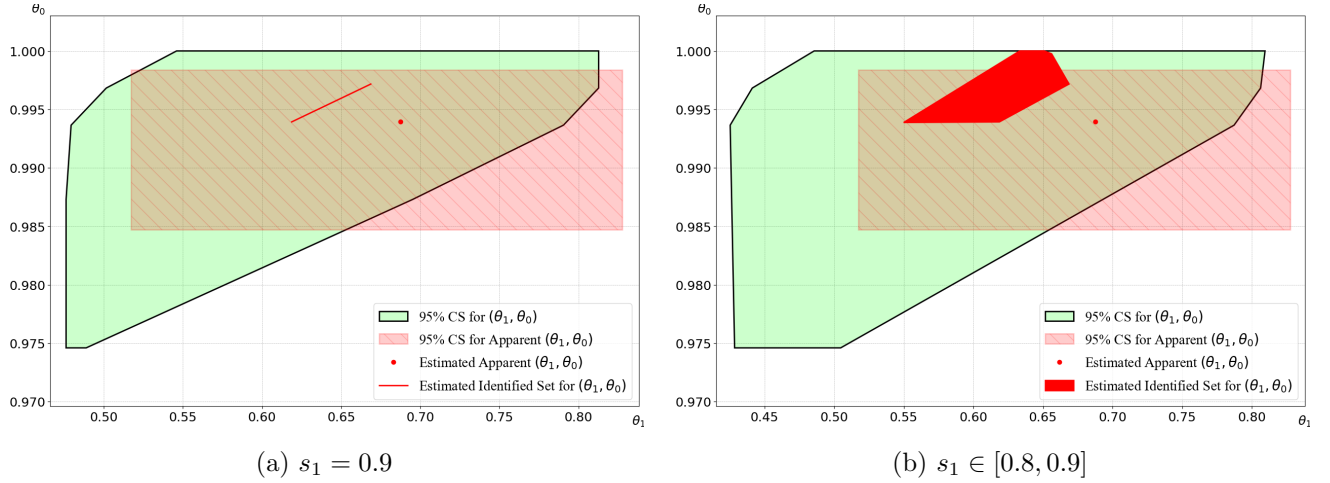 θ₀
1.000
0.995
0.990
0.985
0.980
0.975
0.970
0.50
0.55
0.60
0.65
0.70
0.75
0.80
θ₁
95% CS for (θ₁, θ₀)
95% CS for Apparent (θ₁, θ₀)
Estimated Apparent (θ₁, θ₀)
Estimated Identified Set for (θ₁, θ₀)
(a) s₁ = 0.9
θ₀
1.000
0.995
0.990
0.985
0.980
0.975
0.970
0.45
0.50
0.55
0.60
0.65
0.70
0.75
0.80
θ₁
95% CS for (θ₁, θ₀)
95% CS for Apparent (θ₁, θ₀)
Estimated Apparent (θ₁, θ₀)
Estimated Identified Set for (θ₁, θ₀)
(b) s₁ ∈ [0.8, 0.9]